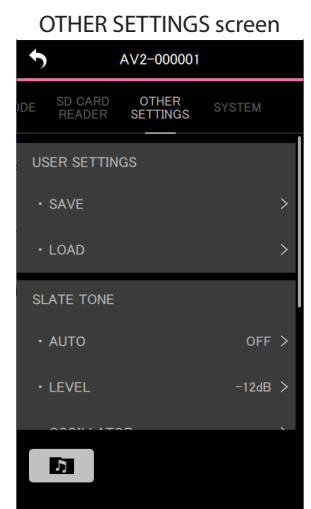 OTHER SETTINGS screen
AV2-000001
DE
SD CARD
READER
OTHER
SETTINGS
SYSTEM
USER SETTINGS
・SAVE
・LOAD
SLATE TONE
・AUTO OFF
・LEVEL -12dB